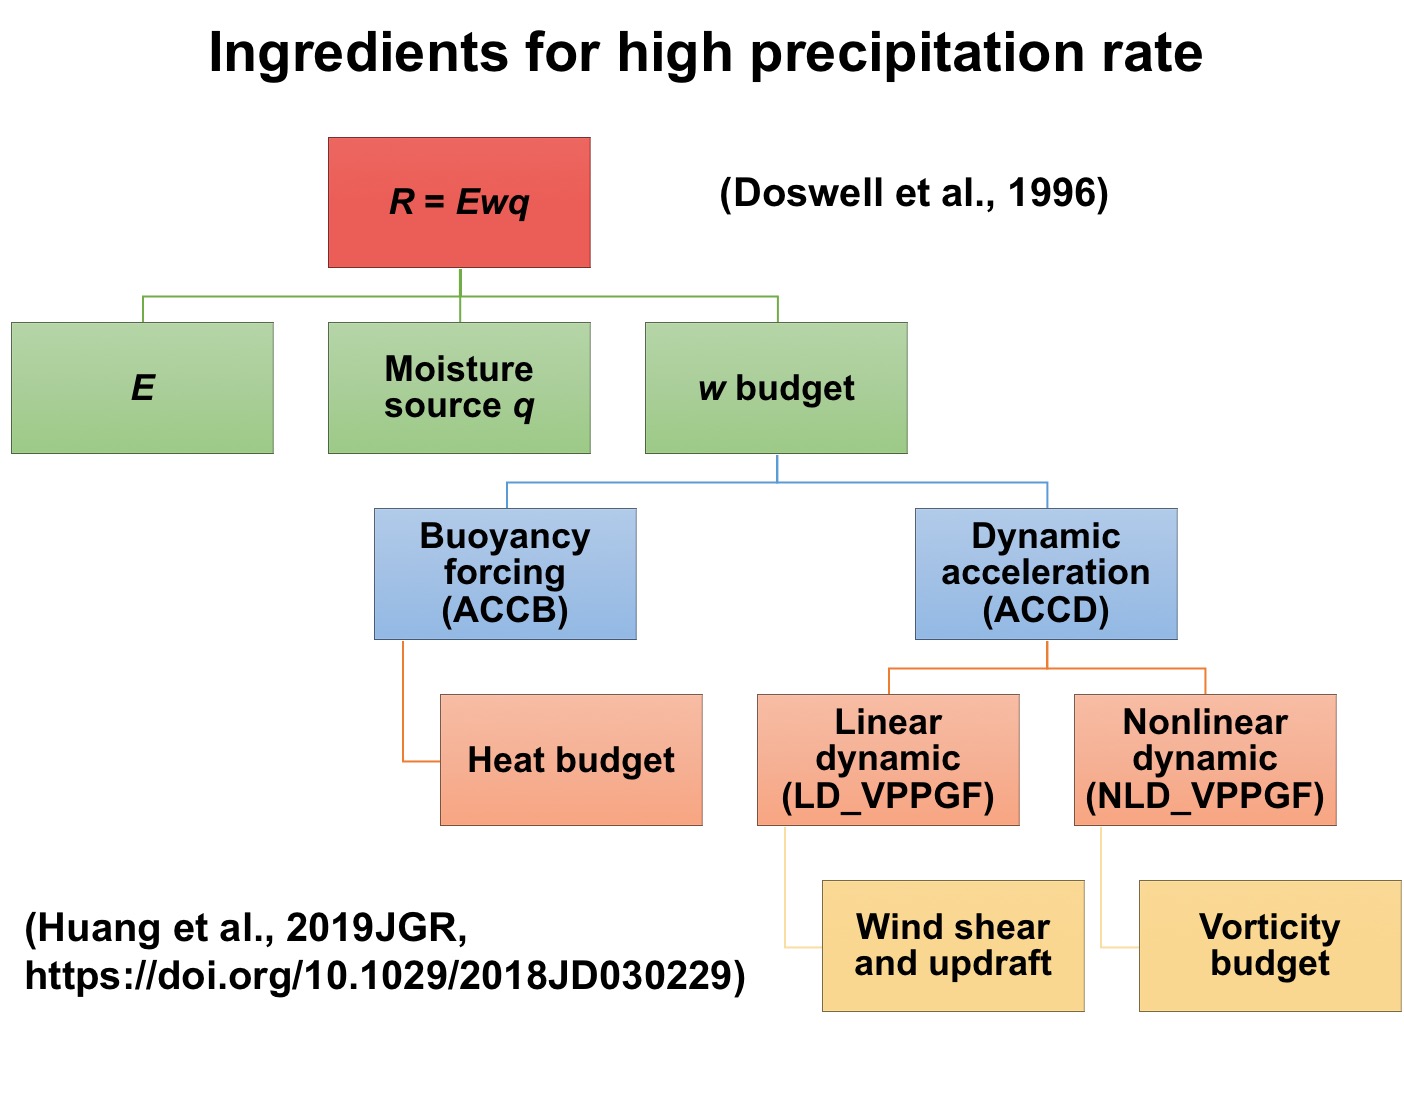 Ingredients for high precipitation rate
R = Ewq
(Doswell et al., 1996)
E
Moisture
source q
w budget
Buoyancy
forcing
(ACCB)
Dynamic
acceleration
(ACCD)
Heat budget
Linear
dynamic
(LD_VPPGF)
Nonlinear
dynamic
(NLD_VPPGF)
Wind shear
and updraft
Vorticity
budget
(Huang et al., 2019JGR,
https://doi.org/10.1029/2018JD030229)